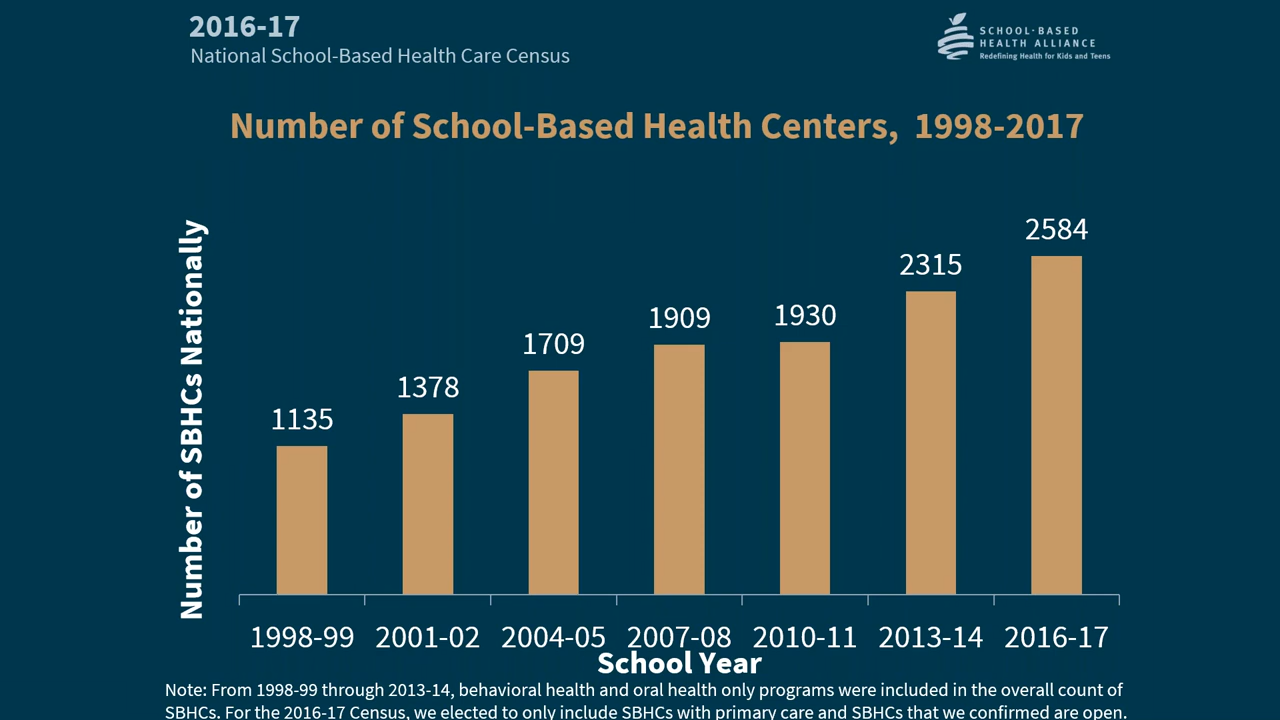 2016-17
National School-Based Health Care Census
SCHOOL-BASED
HEALTH ALLIANCE
Redefining Health for Kids and Teens
Number of School-Based Health Centers, 1998-2017
Number of SBHCs Nationally
1135
1378
1709
1909
1930
2315
2584
1998-99 2001-02 2004-05 2007-08 2010-11 2013-14 2016-17
School Year
Note: From 1998-99 through 2013-14, behavioral health and oral health only programs were included in the overall count of
SBHCs. For the 2016-17 Census, we elected to only include SBHCs with primary care and SBHCs that we confirmed are open.